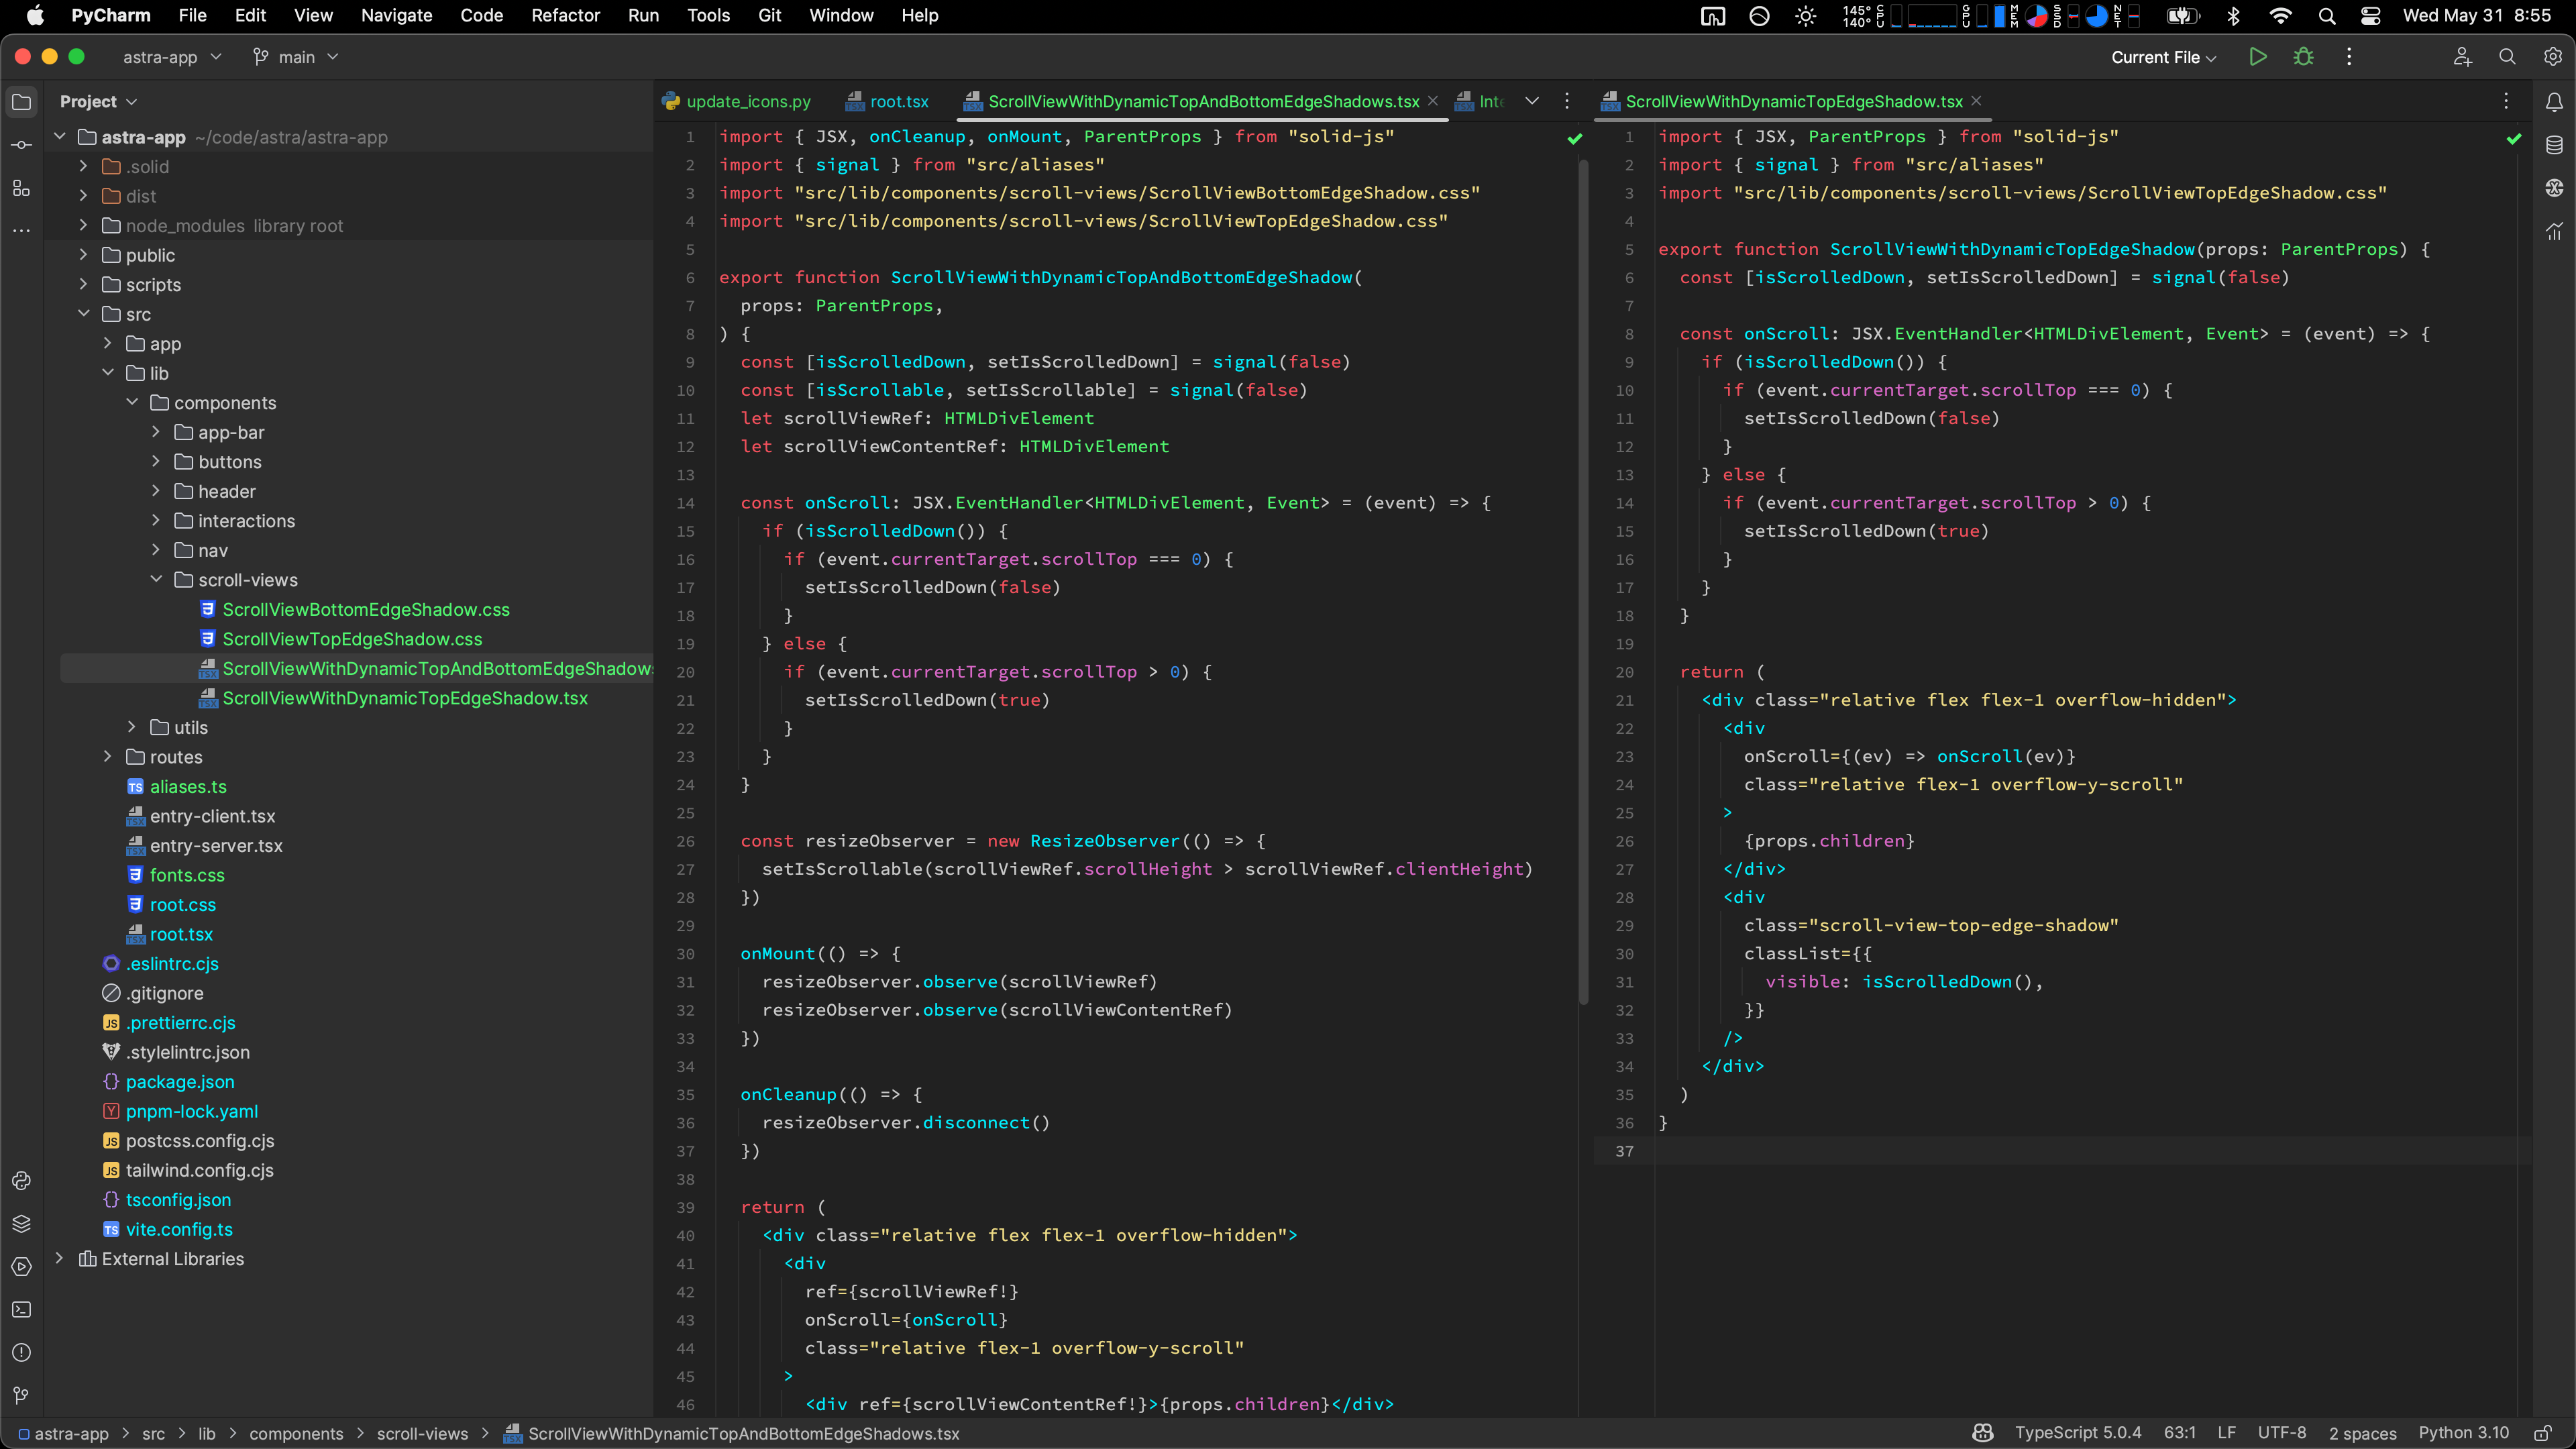 PyCharm File Edit View Navigate Code Refactor Run Tools Git Window Help
145° 140° CPU GPU MEM SSD NET Wed May 31 8:55
astra-app main Current File
Project
astra-app ~/code/astra/astra-app
.solid
dist
node_modules library root
public
scripts
src
app
lib
components
app-bar
buttons
header
interactions
nav
scroll-views
ScrollViewBottomEdgeShadow.css
ScrollViewTopEdgeShadow.css
ScrollViewWithDynamicTopAndBottomEdgeShadows
ScrollViewWithDynamicTopEdgeShadow.tsx
utils
routes
aliases.ts
entry-client.tsx
entry-server.tsx
fonts.css
root.css
root.tsx
.eslintrc.cjs
.gitignore
.prettierrc.cjs
.stylelintrc.json
package.json
pnpm-lock.yaml
postcss.config.cjs
tailwind.config.cjs
tsconfig.json
vite.config.ts
External Libraries
update_icons.py root.tsx ScrollViewWithDynamicTopAndBottomEdgeShadows.tsx Inte
1 import { JSX, onCleanup, onMount, ParentProps } from "solid-js"
2 import { signal } from "src/aliases"
3 import "src/lib/components/scroll-views/ScrollViewBottomEdgeShadow.css"
4 import "src/lib/components/scroll-views/ScrollViewTopEdgeShadow.css"
5
6 export function ScrollViewWithDynamicTopAndBottomEdgeShadow(
7 props: ParentProps,
8 ) {
9 const [isScrolledDown, setIsScrolledDown] = signal(false)
10 const [isScrollable, setIsScrollable] = signal(false)
11 let scrollViewRef: HTMLDivElement
12 let scrollViewContentRef: HTMLDivElement
13
14 const onScroll: JSX.EventHandler<HTMLDivElement, Event> = (event) => {
15 if (isScrolledDown()) {
16 if (event.currentTarget.scrollTop === 0) {
17 setIsScrolledDown(false)
18 }
19 } else {
20 if (event.currentTarget.scrollTop > 0) {
21 setIsScrolledDown(true)
22 }
23 }
24 }
25
26 const resizeObserver = new ResizeObserver(() => {
27 setIsScrollable(scrollViewRef.scrollHeight > scrollViewRef.clientHeight)
28 })
29
30 onMount(() => {
31 resizeObserver.observe(scrollViewRef)
32 resizeObserver.observe(scrollViewContentRef)
33 })
34
35 onCleanup(() => {
36 resizeObserver.disconnect()
37 })
38
39 return (
40 <div class="relative flex flex-1 overflow-hidden">
41 <div
42 ref={scrollViewRef!}
43 onScroll={onScroll}
44 class="relative flex-1 overflow-y-scroll"
45 >
46 <div ref={scrollViewContentRef!}>{props.children}</div>
ScrollViewWithDynamicTopEdgeShadow.tsx
1 import { JSX, ParentProps } from "solid-js"
2 import { signal } from "src/aliases"
3 import "src/lib/components/scroll-views/ScrollViewTopEdgeShadow.css"
4
5 export function ScrollViewWithDynamicTopEdgeShadow(props: ParentProps) {
6 const [isScrolledDown, setIsScrolledDown] = signal(false)
7
8 const onScroll: JSX.EventHandler<HTMLDivElement, Event> = (event) => {
9 if (isScrolledDown()) {
10 if (event.currentTarget.scrollTop === 0) {
11 setIsScrolledDown(false)
12 }
13 } else {
14 if (event.currentTarget.scrollTop > 0) {
15 setIsScrolledDown(true)
16 }
17 }
18 }
19
20 return (
21 <div class="relative flex flex-1 overflow-hidden">
22 <div
23 onScroll={(ev) => onScroll(ev)}
24 class="relative flex-1 overflow-y-scroll"
25 >
26 {props.children}
27 </div>
28 <div
29 class="scroll-view-top-edge-shadow"
30 classList={{
31 visible: isScrolledDown(),
32 }}
33 />
34 </div>
35 )
36 }
37
astra-app > src > lib > components > scroll-views > ScrollViewWithDynamicTopAndBottomEdgeShadows.tsx
TypeScript 5.0.4 63:1 LF UTF-8 2 spaces Python 3.10